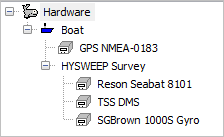 Hardware
Boat
GPS NMEA-0183
HYSWEEP Survey
Reson Seabat 8101
TSS DMS
SGBrown 1000S Gyro